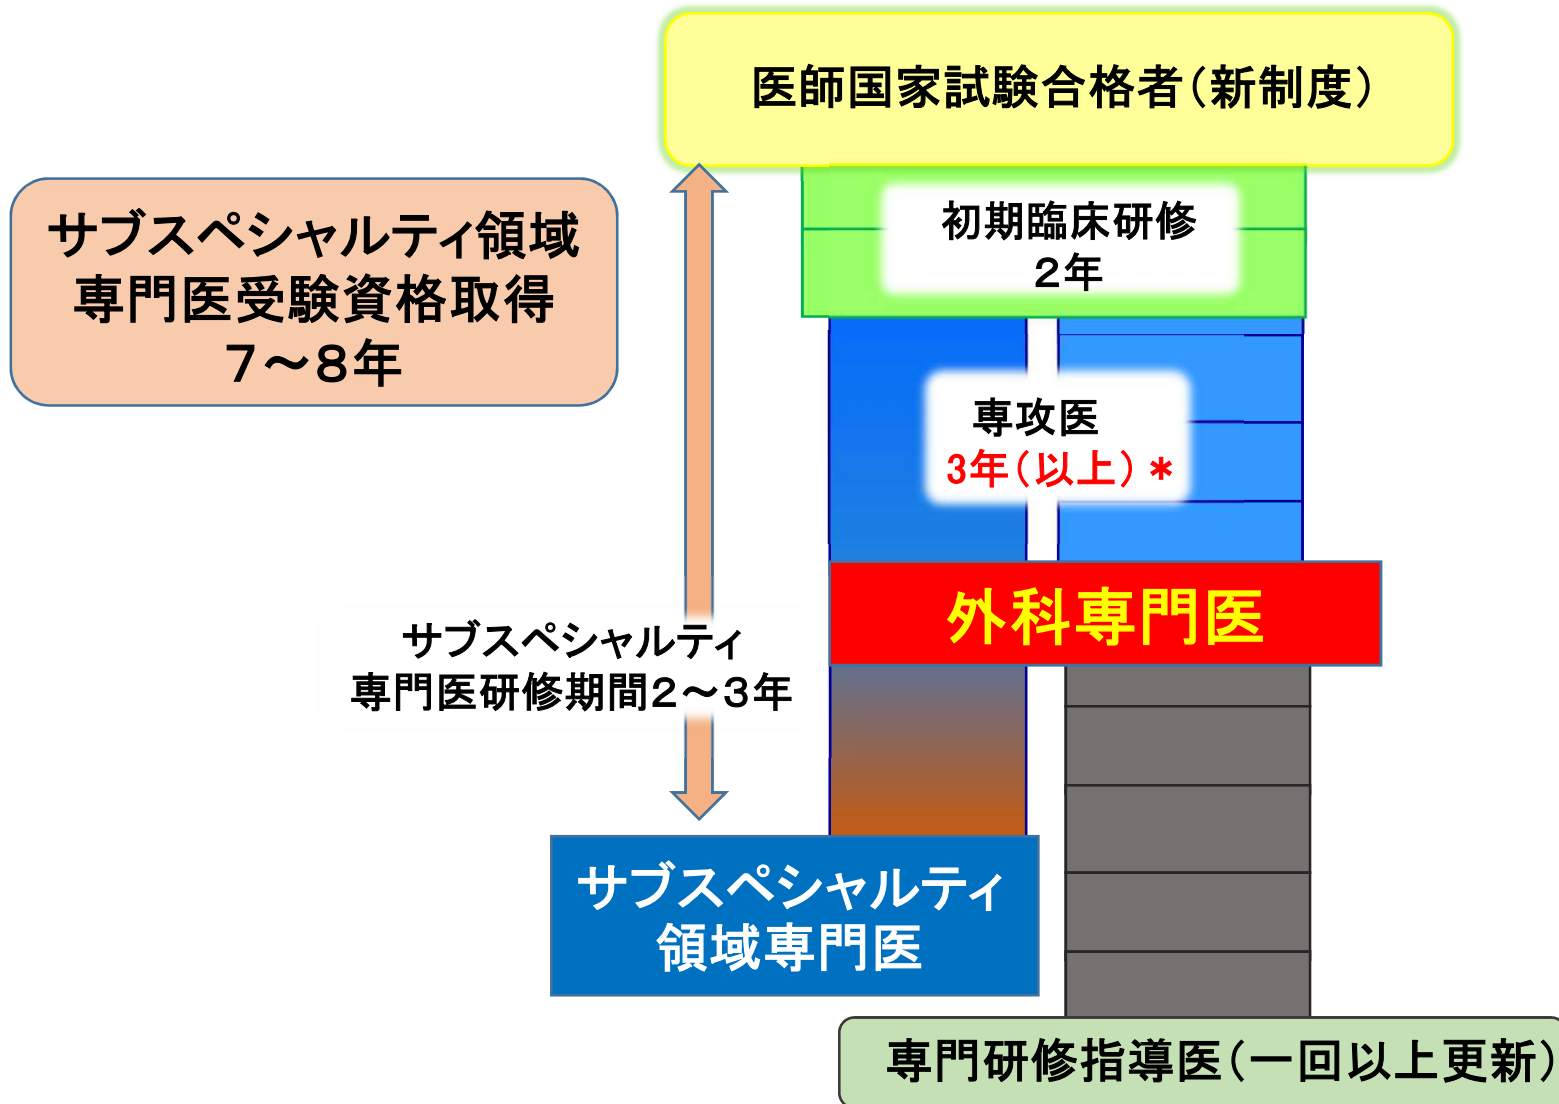 医師国家試験合格者（新制度）
サブスペシャルティ領域
専門医受験資格取得
７～８年
初期臨床研修
２年
専攻医
3年（以上）＊
外科専門医
サブスペシャルティ
専門医研修期間２～３年
サブスペシャルティ
領域専門医
専門研修指導医（一回以上更新）